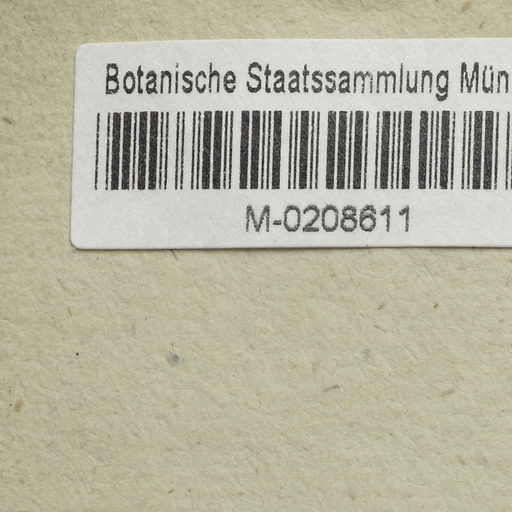 Botanische Staatssammlung Mün
M-0208611